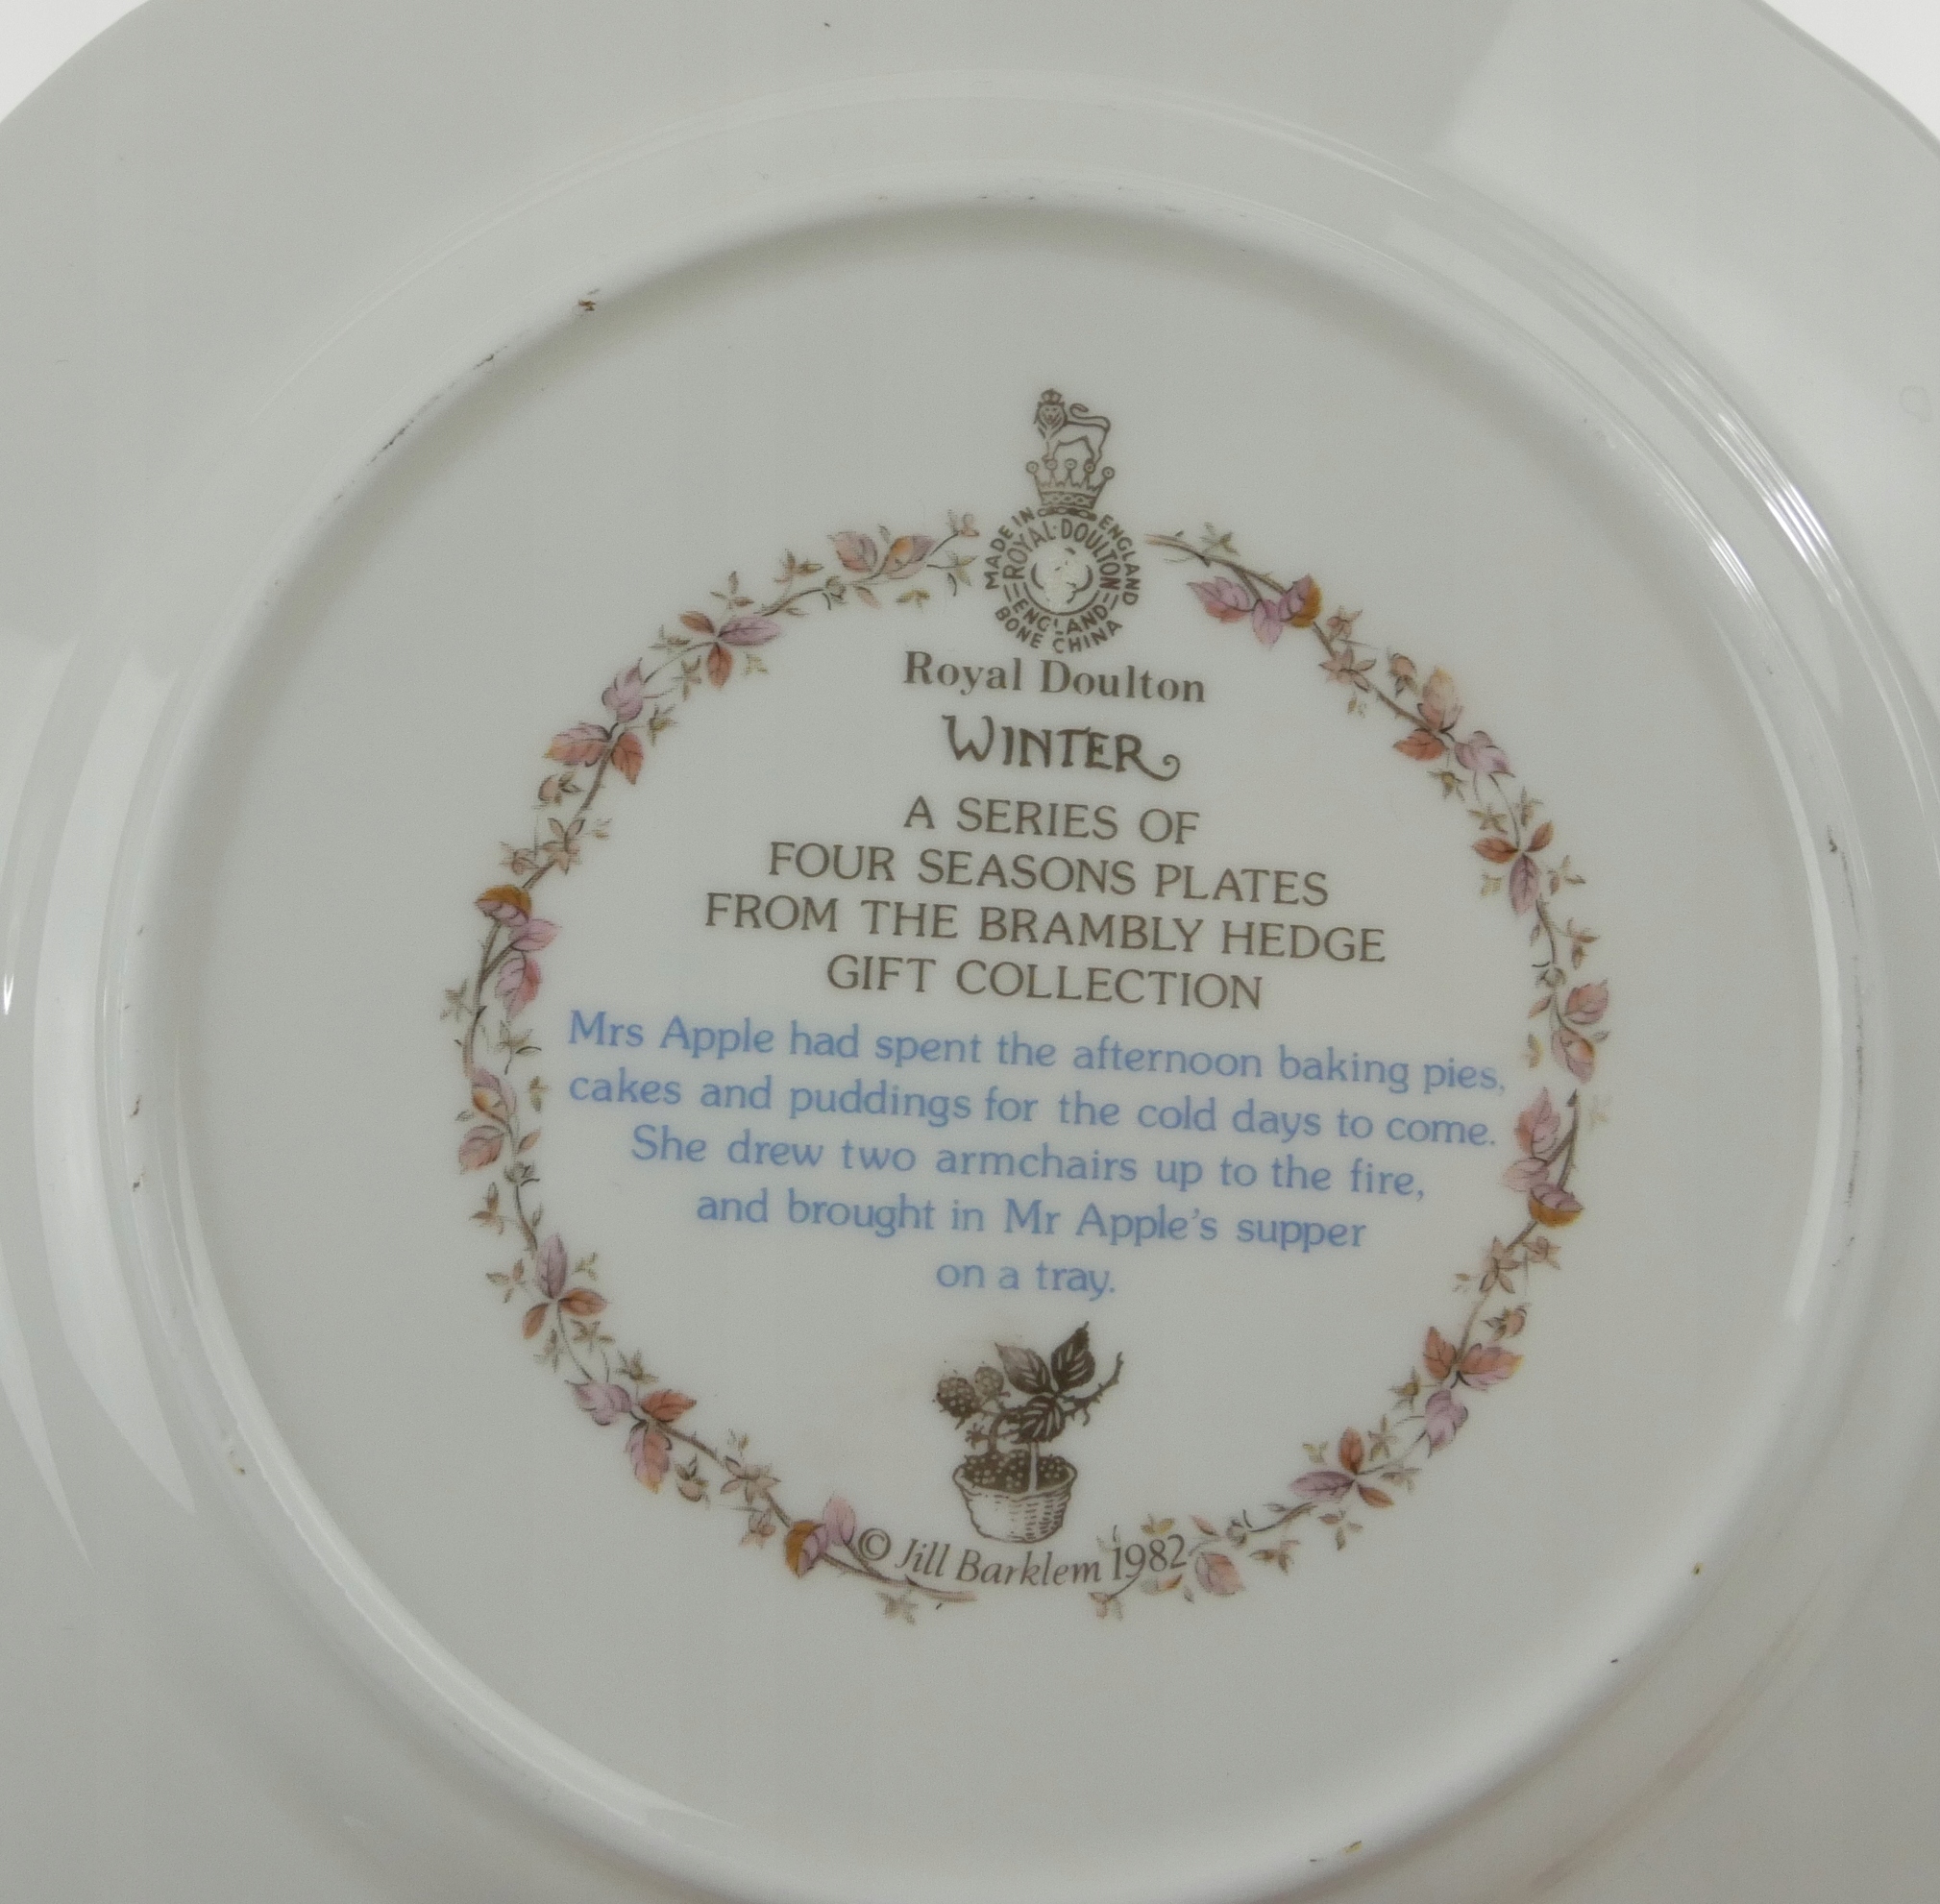 MADE IN ENGLAND
ROYAL·DOULTON
ENGLAND
BONE CHINA
Royal Doulton
WINTER
A SERIES OF
FOUR SEASONS PLATES
FROM THE BRAMBLY HEDGE
GIFT COLLECTION
Mrs Apple had spent the afternoon baking pies,
cakes and puddings for the cold days to come.
She drew two armchairs up to the fire,
and brought in Mr Apple's supper
on a tray.
© Jill Barklem 1982